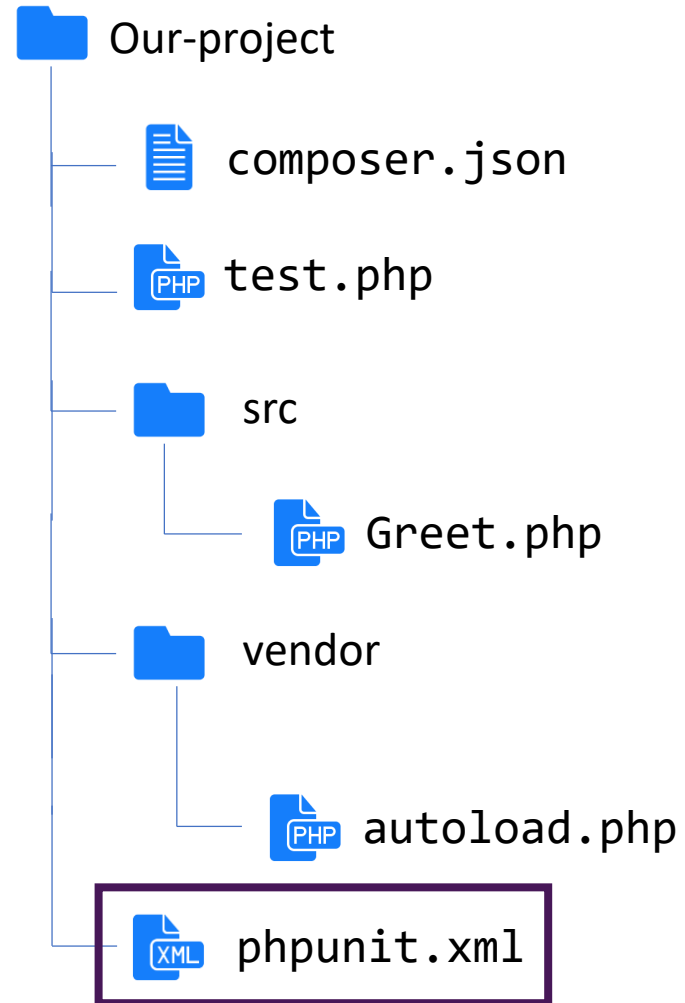 Our-project
composer.json
PHP test.php
src
PHP Greet.php
vendor
PHP autoload.php
XML phpunit.xml